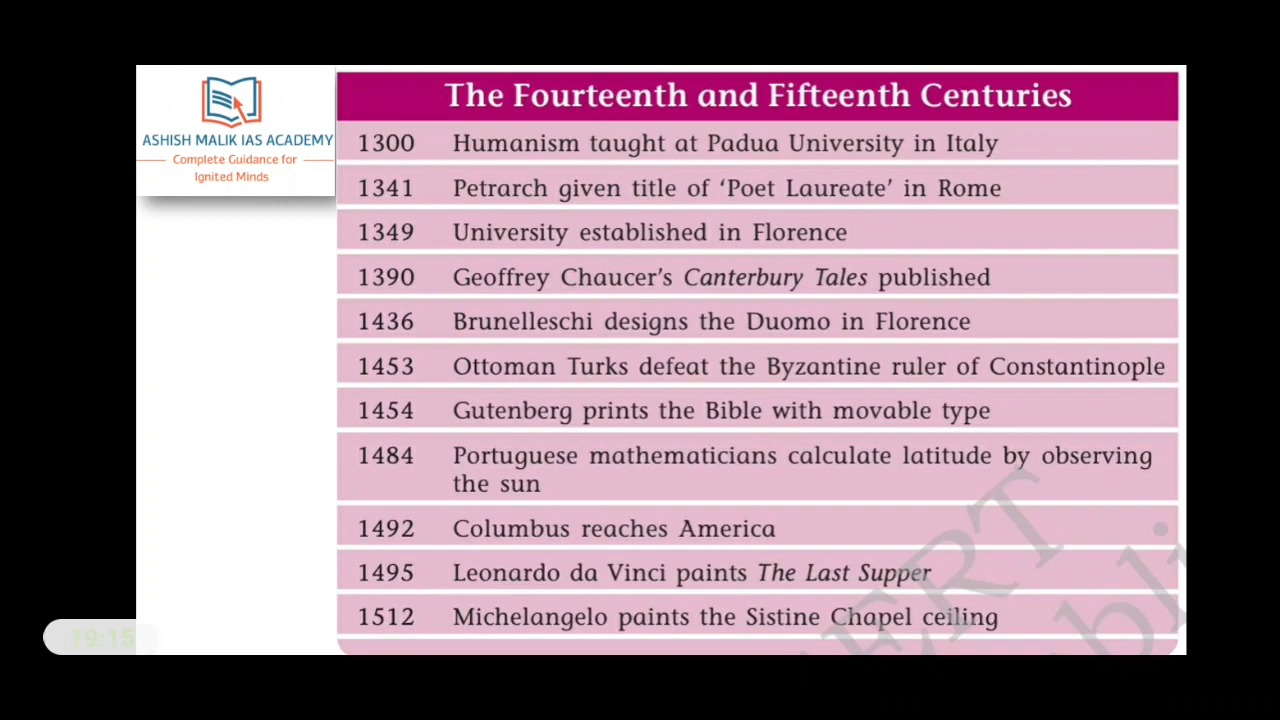 ASHISH MALIK IAS ACADEMY
Complete Guidance for
Ignited Minds
The Fourteenth and Fifteenth Centuries
1300 Humanism taught at Padua University in Italy
1341 Petrarch given title of ‘Poet Laureate’ in Rome
1349 University established in Florence
1390 Geoffrey Chaucer’s Canterbury Tales published
1436 Brunelleschi designs the Duomo in Florence
1453 Ottoman Turks defeat the Byzantine ruler of Constantinople
1454 Gutenberg prints the Bible with movable type
1484 Portuguese mathematicians calculate latitude by observing
the sun
1492 Columbus reaches America
1495 Leonardo da Vinci paints The Last Supper
1512 Michelangelo paints the Sistine Chapel ceiling
19:15